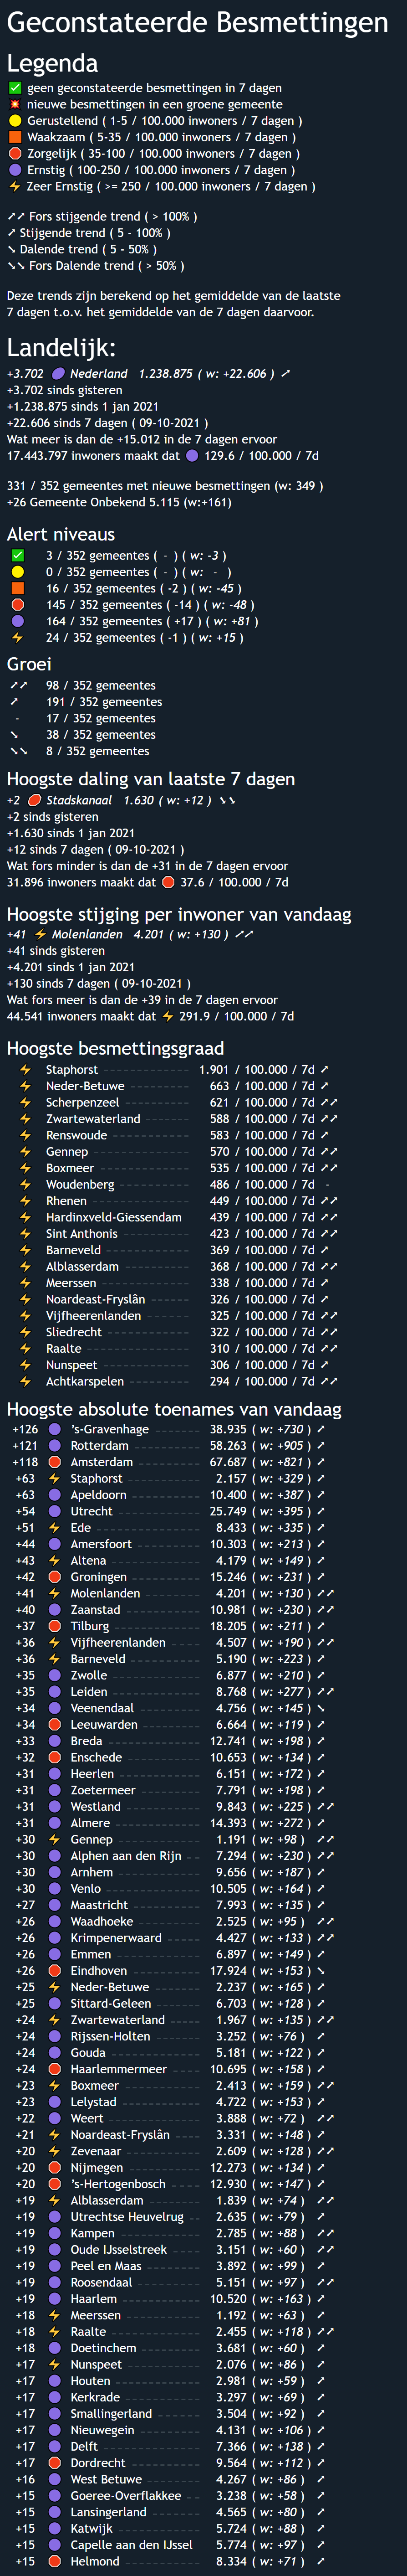 Geconstateerde Besmettingen
Legenda
✅ geen geconstateerde besmettingen in 7 dagen
💥 nieuwe besmettingen in een groene gemeente
🟡 Gerustellend ( 1-5 / 100.000 inwoners / 7 dagen )
🟧 Waakzaam ( 5-35 / 100.000 inwoners / 7 dagen )
🛑 Zorgelijk ( 35-100 / 100.000 inwoners / 7 dagen )
🟣 Ernstig ( 100-250 / 100.000 inwoners / 7 dagen )
⚡ Zeer Ernstig ( >= 250 / 100.000 inwoners / 7 dagen )
➚➚ Fors stijgende trend ( > 100% )
➚ Stijgende trend ( 5 - 100% )
➘ Dalende trend ( 5 - 50% )
➘➘ Fors Dalende trend ( > 50% )
Deze trends zijn berekend op het gemiddelde van de laatste
7 dagen t.o.v. het gemiddelde van de 7 dagen daarvoor.
Landelijk:
+3.702 🟣 Nederland 1.238.875 ( w: +22.606 ) ➚
+3.702 sinds gisteren
+1.238.875 sinds 1 jan 2021
+22.606 sinds 7 dagen ( 09-10-2021 )
Wat meer is dan de +15.012 in de 7 dagen ervoor
17.443.797 inwoners maakt dat 🟣 129.6 / 100.000 / 7d
331 / 352 gemeentes met nieuwe besmettingen (w: 349 )
+26 Gemeente Onbekend 5.115 (w:+161)
Alert niveaus
✅ 3 / 352 gemeentes ( - ) ( w: -3 )
🟡 0 / 352 gemeentes ( - ) ( w: - )
🟧 16 / 352 gemeentes ( -2 ) ( w: -45 )
🛑 145 / 352 gemeentes ( -14 ) ( w: -48 )
🟣 164 / 352 gemeentes ( +17 ) ( w: +81 )
⚡ 24 / 352 gemeentes ( -1 ) ( w: +15 )
Groei
➚➚ 98 / 352 gemeentes
➚ 191 / 352 gemeentes
- 17 / 352 gemeentes
➘ 38 / 352 gemeentes
➘➘ 8 / 352 gemeentes
Hoogste daling van laatste 7 dagen
+2 🛑 Stadskanaal 1.630 ( w: +12 ) ➘➘
+2 sinds gisteren
+1.630 sinds 1 jan 2021
+12 sinds 7 dagen ( 09-10-2021 )
Wat fors minder is dan de +31 in de 7 dagen ervoor
31.896 inwoners maakt dat 🛑 37.6 / 100.000 / 7d
Hoogste stijging per inwoner van vandaag
+41 ⚡ Molenlanden 4.201 ( w: +130 ) ➚➚
+41 sinds gisteren
+4.201 sinds 1 jan 2021
+130 sinds 7 dagen ( 09-10-2021 )
Wat fors meer is dan de +39 in de 7 dagen ervoor
44.541 inwoners maakt dat ⚡ 291.9 / 100.000 / 7d
Hoogste besmettingsgraad
⚡ Staphorst 1.901 / 100.000 / 7d ➚
⚡ Neder-Betuwe 663 / 100.000 / 7d ➚
⚡ Scherpenzeel 621 / 100.000 / 7d ➚➚
⚡ Zwartewaterland 588 / 100.000 / 7d ➚➚
⚡ Renswoude 583 / 100.000 / 7d ➚
⚡ Gennep 570 / 100.000 / 7d ➚➚
⚡ Boxmeer 535 / 100.000 / 7d ➚➚
⚡ Woudenberg 486 / 100.000 / 7d -
⚡ Rhenen 449 / 100.000 / 7d ➚➚
⚡ Hardinxveld-Giessendam 439 / 100.000 / 7d ➚➚
⚡ Sint Anthonis 423 / 100.000 / 7d ➚➚
⚡ Barneveld 369 / 100.000 / 7d ➚
⚡ Alblasserdam 368 / 100.000 / 7d ➚➚
⚡ Meerssen 338 / 100.000 / 7d ➚
⚡ Noardeast-Fryslân 326 / 100.000 / 7d ➚
⚡ Vijfheerenlanden 325 / 100.000 / 7d ➚➚
⚡ Sliedrecht 322 / 100.000 / 7d ➚➚
⚡ Raalte 310 / 100.000 / 7d ➚➚
⚡ Nunspeet 306 / 100.000 / 7d ➚
⚡ Achtkarspelen 294 / 100.000 / 7d ➚➚
Hoogste absolute toenames van vandaag
+126 🟣 's-Gravenhage 38.935 ( w: +730 ) ➚
+121 🟣 Rotterdam 58.263 ( w: +905 ) ➚
+118 🛑 Amsterdam 67.687 ( w: +821 ) ➚
+63 ⚡ Staphorst 2.157 ( w: +329 ) ➚
+63 🟣 Apeldoorn 10.400 ( w: +387 ) ➚
+54 🟣 Utrecht 25.749 ( w: +395 ) ➚
+51 ⚡ Ede 8.433 ( w: +335 ) ➚
+44 🟣 Amersfoort 10.303 ( w: +213 ) ➚
+43 ⚡ Altena 4.179 ( w: +149 ) ➚
+42 🛑 Groningen 15.246 ( w: +231 ) ➚
+41 ⚡ Molenlanden 4.201 ( w: +130 ) ➚➚
+40 🟣 Zaanstad 10.981 ( w: +230 ) ➚➚
+37 🛑 Tilburg 18.205 ( w: +211 ) ➚
+36 ⚡ Vijfheerenlanden 4.507 ( w: +190 ) ➚➚
+36 ⚡ Barneveld 5.190 ( w: +223 ) ➚
+35 🟣 Zwolle 6.877 ( w: +210 ) ➚
+35 🟣 Leiden 8.768 ( w: +277 ) ➚➚
+34 🟣 Veenendaal 4.756 ( w: +145 ) ➘
+34 🛑 Leeuwarden 6.664 ( w: +119 ) ➚
+33 🟣 Breda 12.741 ( w: +198 ) ➚
+32 🛑 Enschede 10.653 ( w: +134 ) ➚
+31 🟣 Heerlen 6.151 ( w: +172 ) ➚
+31 🟣 Zoetermeer 7.791 ( w: +198 ) ➚
+31 🟣 Westland 9.843 ( w: +225 ) ➚➚
+31 🟣 Almere 14.393 ( w: +272 ) ➚
+30 ⚡ Gennep 1.191 ( w: +98 ) ➚➚
+30 🟣 Alphen aan den Rijn 7.294 ( w: +230 ) ➚➚
+30 🟣 Arnhem 9.656 ( w: +187 ) ➚
+30 🟣 Venlo 10.505 ( w: +164 ) ➚
+27 🟣 Maastricht 7.993 ( w: +135 ) ➚
+26 🟣 Waadhoeke 2.525 ( w: +95 ) ➚➚
+26 🟣 Krimpenerwaard 4.427 ( w: +133 ) ➚➚
+26 🟣 Emmen 6.897 ( w: +149 ) ➚
+26 🛑 Eindhoven 17.924 ( w: +153 ) ➘
+25 ⚡ Neder-Betuwe 2.237 ( w: +165 ) ➚
+25 🟣 Sittard-Geleen 6.703 ( w: +128 ) ➚
+24 ⚡ Zwartewaterland 1.967 ( w: +135 ) ➚➚
+24 🟣 Rijssen-Holten 3.252 ( w: +76 ) ➚
+24 🟣 Gouda 5.181 ( w: +122 ) ➚
+24 🛑 Haarlemmermeer 10.695 ( w: +158 ) ➚
+23 ⚡ Boxmeer 2.413 ( w: +159 ) ➚➚
+23 🟣 Lelystad 4.722 ( w: +153 ) ➚
+22 🟣 Weert 3.888 ( w: +72 ) ➚➚
+21 ⚡ Noardeast-Fryslân 3.331 ( w: +148 ) ➚
+20 ⚡ Zevenaar 2.609 ( w: +128 ) ➚➚
+20 🛑 Nijmegen 12.273 ( w: +134 ) ➚
+20 🛑 's-Hertogenbosch 12.930 ( w: +147 ) ➚
+19 ⚡ Alblasserdam 1.839 ( w: +74 ) ➚➚
+19 🟣 Utrechtse Heuvelrug 2.635 ( w: +79 ) ➚
+19 🟣 Kampen 2.785 ( w: +88 ) ➚➚
+19 🟣 Oude IJsselstreek 3.151 ( w: +60 ) ➚➚
+19 🟣 Peel en Maas 3.892 ( w: +99 ) ➚
+19 🟣 Roosendaal 5.151 ( w: +97 ) ➚➚
+19 🟣 Haarlem 10.520 ( w: +163 ) ➚
+18 ⚡ Meerssen 1.192 ( w: +63 ) ➚
+18 ⚡ Raalte 2.455 ( w: +118 ) ➚➚
+18 🟣 Doetinchem 3.681 ( w: +60 ) ➚
+17 ⚡ Nunspeet 2.076 ( w: +86 ) ➚
+17 🟣 Houten 2.981 ( w: +59 ) ➚
+17 🟣 Kerkrade 3.297 ( w: +69 ) ➚
+17 🟣 Smallingerland 3.504 ( w: +92 ) ➚
+17 🟣 Nieuwegein 4.131 ( w: +106 ) ➚
+17 🟣 Delft 7.366 ( w: +138 ) ➚
+17 🛑 Dordrecht 9.564 ( w: +112 ) ➚
+16 🟣 West Betuwe 4.267 ( w: +86 ) ➚
+15 🟣 Goeree-Overflakkee 3.238 ( w: +58 ) ➚
+15 🟣 Lansingerland 4.565 ( w: +80 ) ➚
+15 🟣 Katwijk 5.724 ( w: +88 ) ➚
+15 🟣 Capelle aan den IJssel 5.774 ( w: +97 ) ➚
+15 🛑 Helmond 8.334 ( w: +71 ) ➚